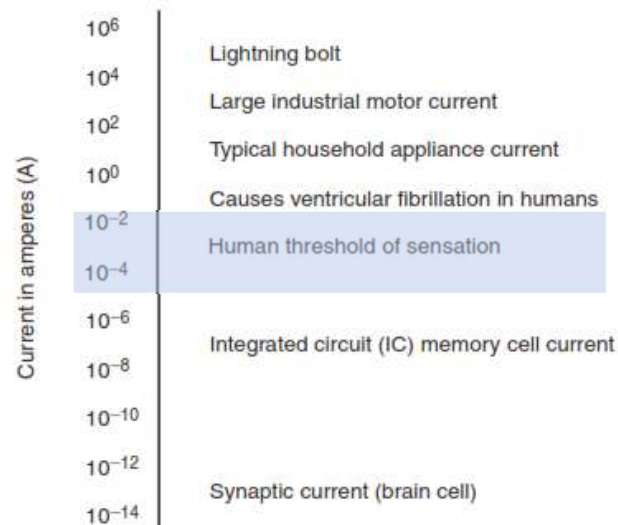 10⁶
Lightning bolt
10⁴
Large industrial motor current
10²
Typical household appliance current
10⁰
Causes ventricular fibrillation in humans
10⁻²
Human threshold of sensation
10⁻⁴
10⁻⁶
Integrated circuit (IC) memory cell current
10⁻⁸
10⁻¹⁰
10⁻¹²
Synaptic current (brain cell)
10⁻¹⁴
Current in amperes (A)